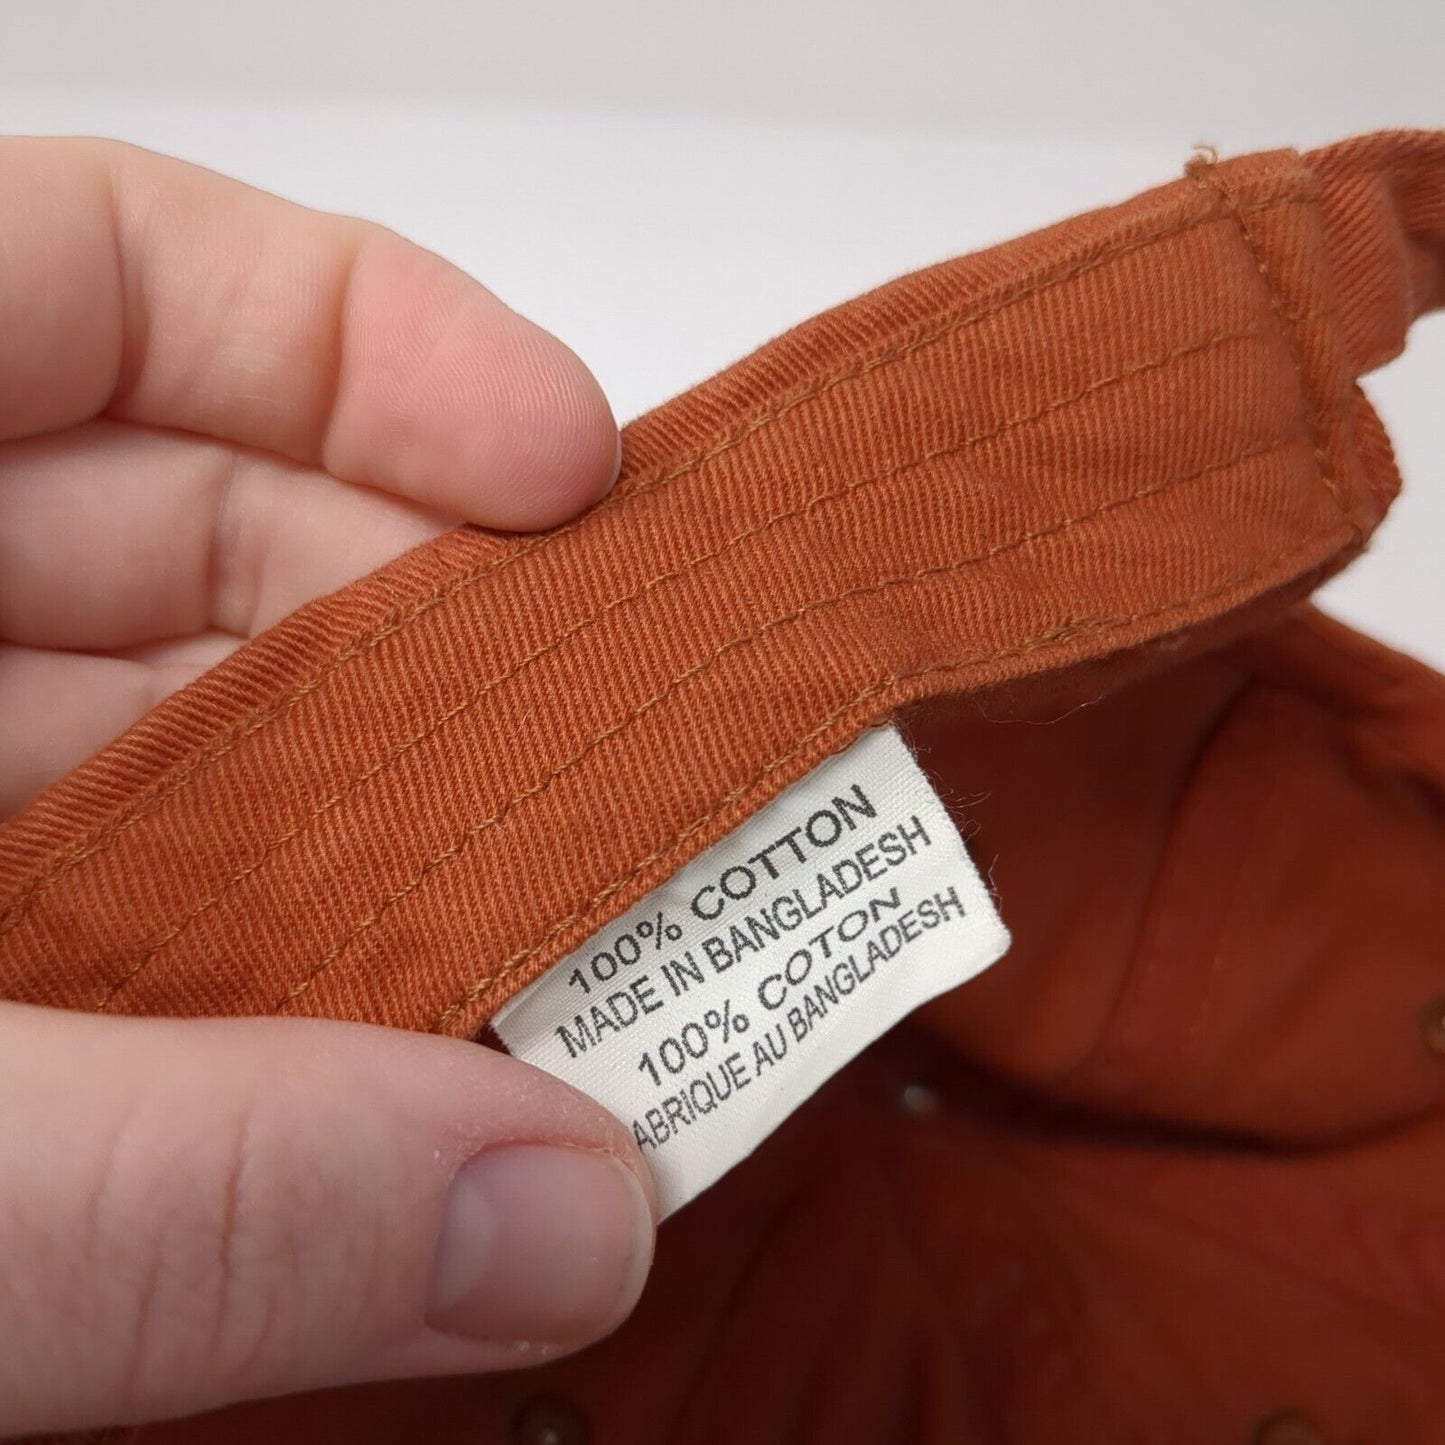 100% COTTON
MADE IN BANGLADESH
100% COTON
ABRIQUE AU BANGLADESH